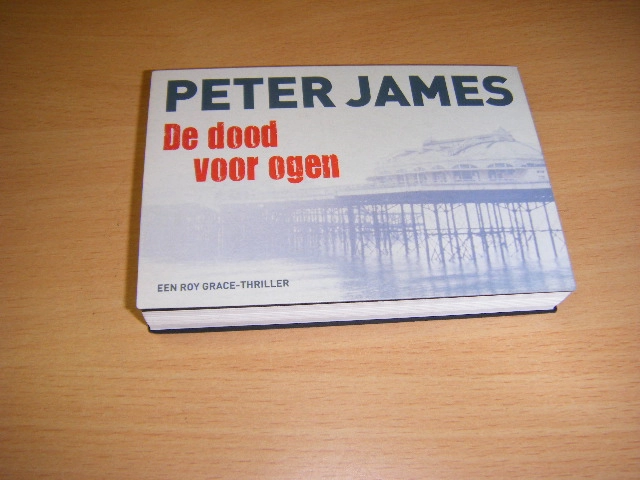 PETER JAMES
De dood
voor ogen
EEN ROY GRACE-THRILLER